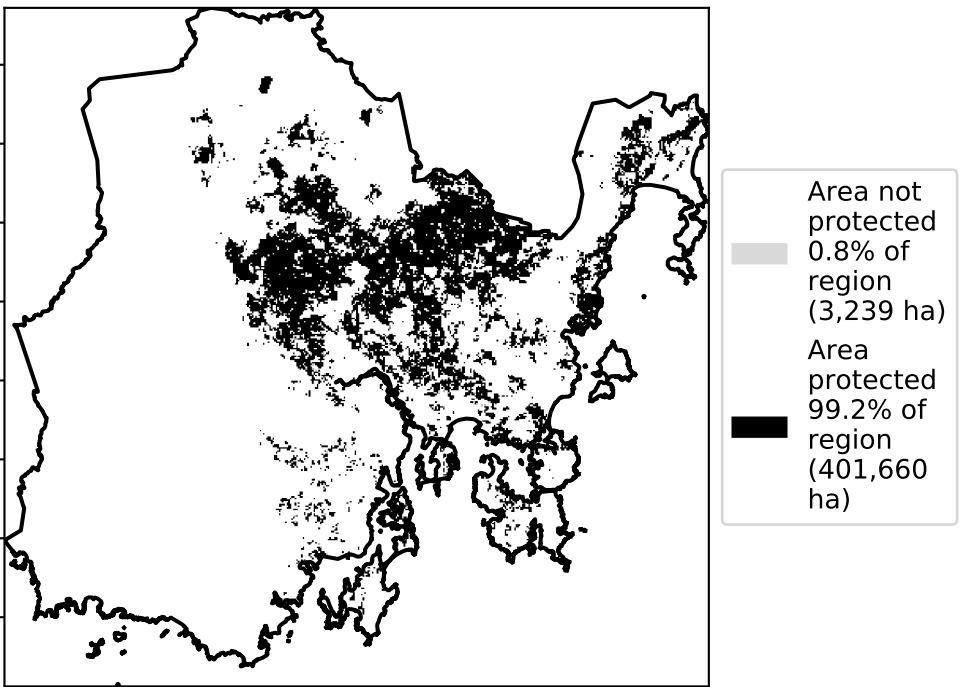 Area not
protected
0.8% of
region
(3,239 ha)
Area
protected
99.2% of
region
(401,660
ha)